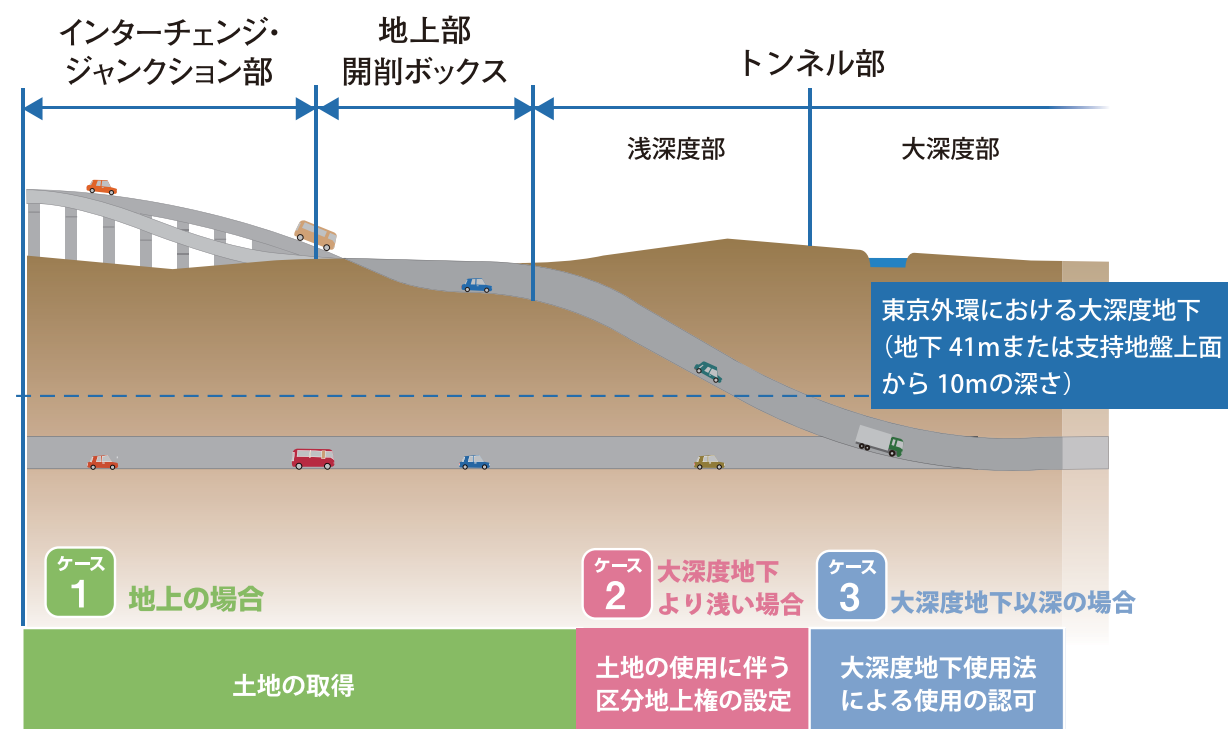 インターチェンジ・
ジャンクション部
地上部
開削ボックス
トンネル部
浅深度部
大深度部
東京外環における大深度地下
（地下 41mまたは支持地盤上面
から 10mの深さ）
ケース
1
地上の場合
ケース
2
大深度地下
より浅い場合
ケース
3
大深度地下以深の場合
土地の取得
土地の使用に伴う
区分地上権の設定
大深度地下使用法
による使用の認可